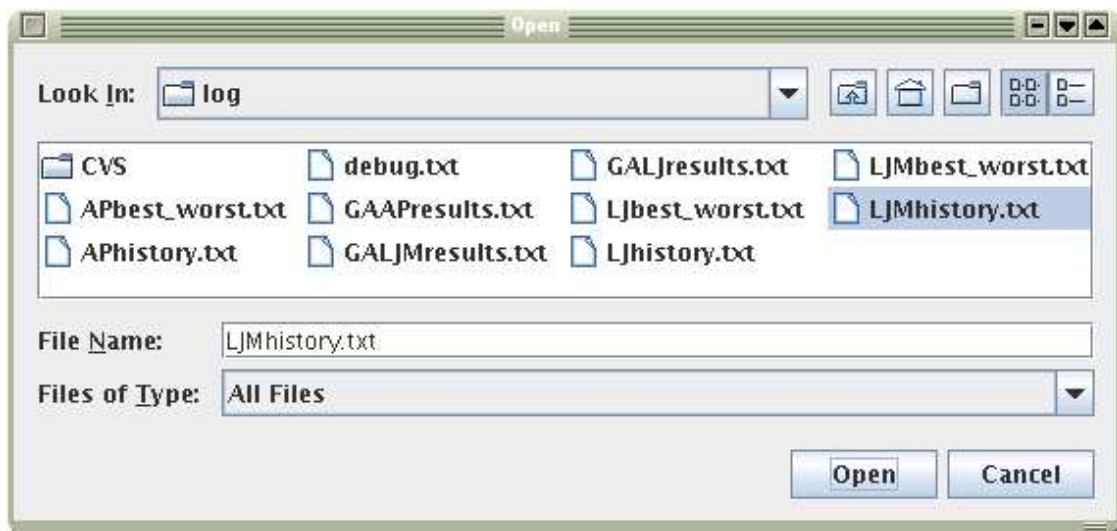 Open
Look In: log
CVS debug.txt GALJresults.txt LJMbest_worst.txt
APbest_worst.txt GAAPresults.txt LJbest_worst.txt LJMhistory.txt
APhistory.txt GALJMresults.txt LJhistory.txt
File Name: LJMhistory.txt
Files of Type: All Files
Open Cancel